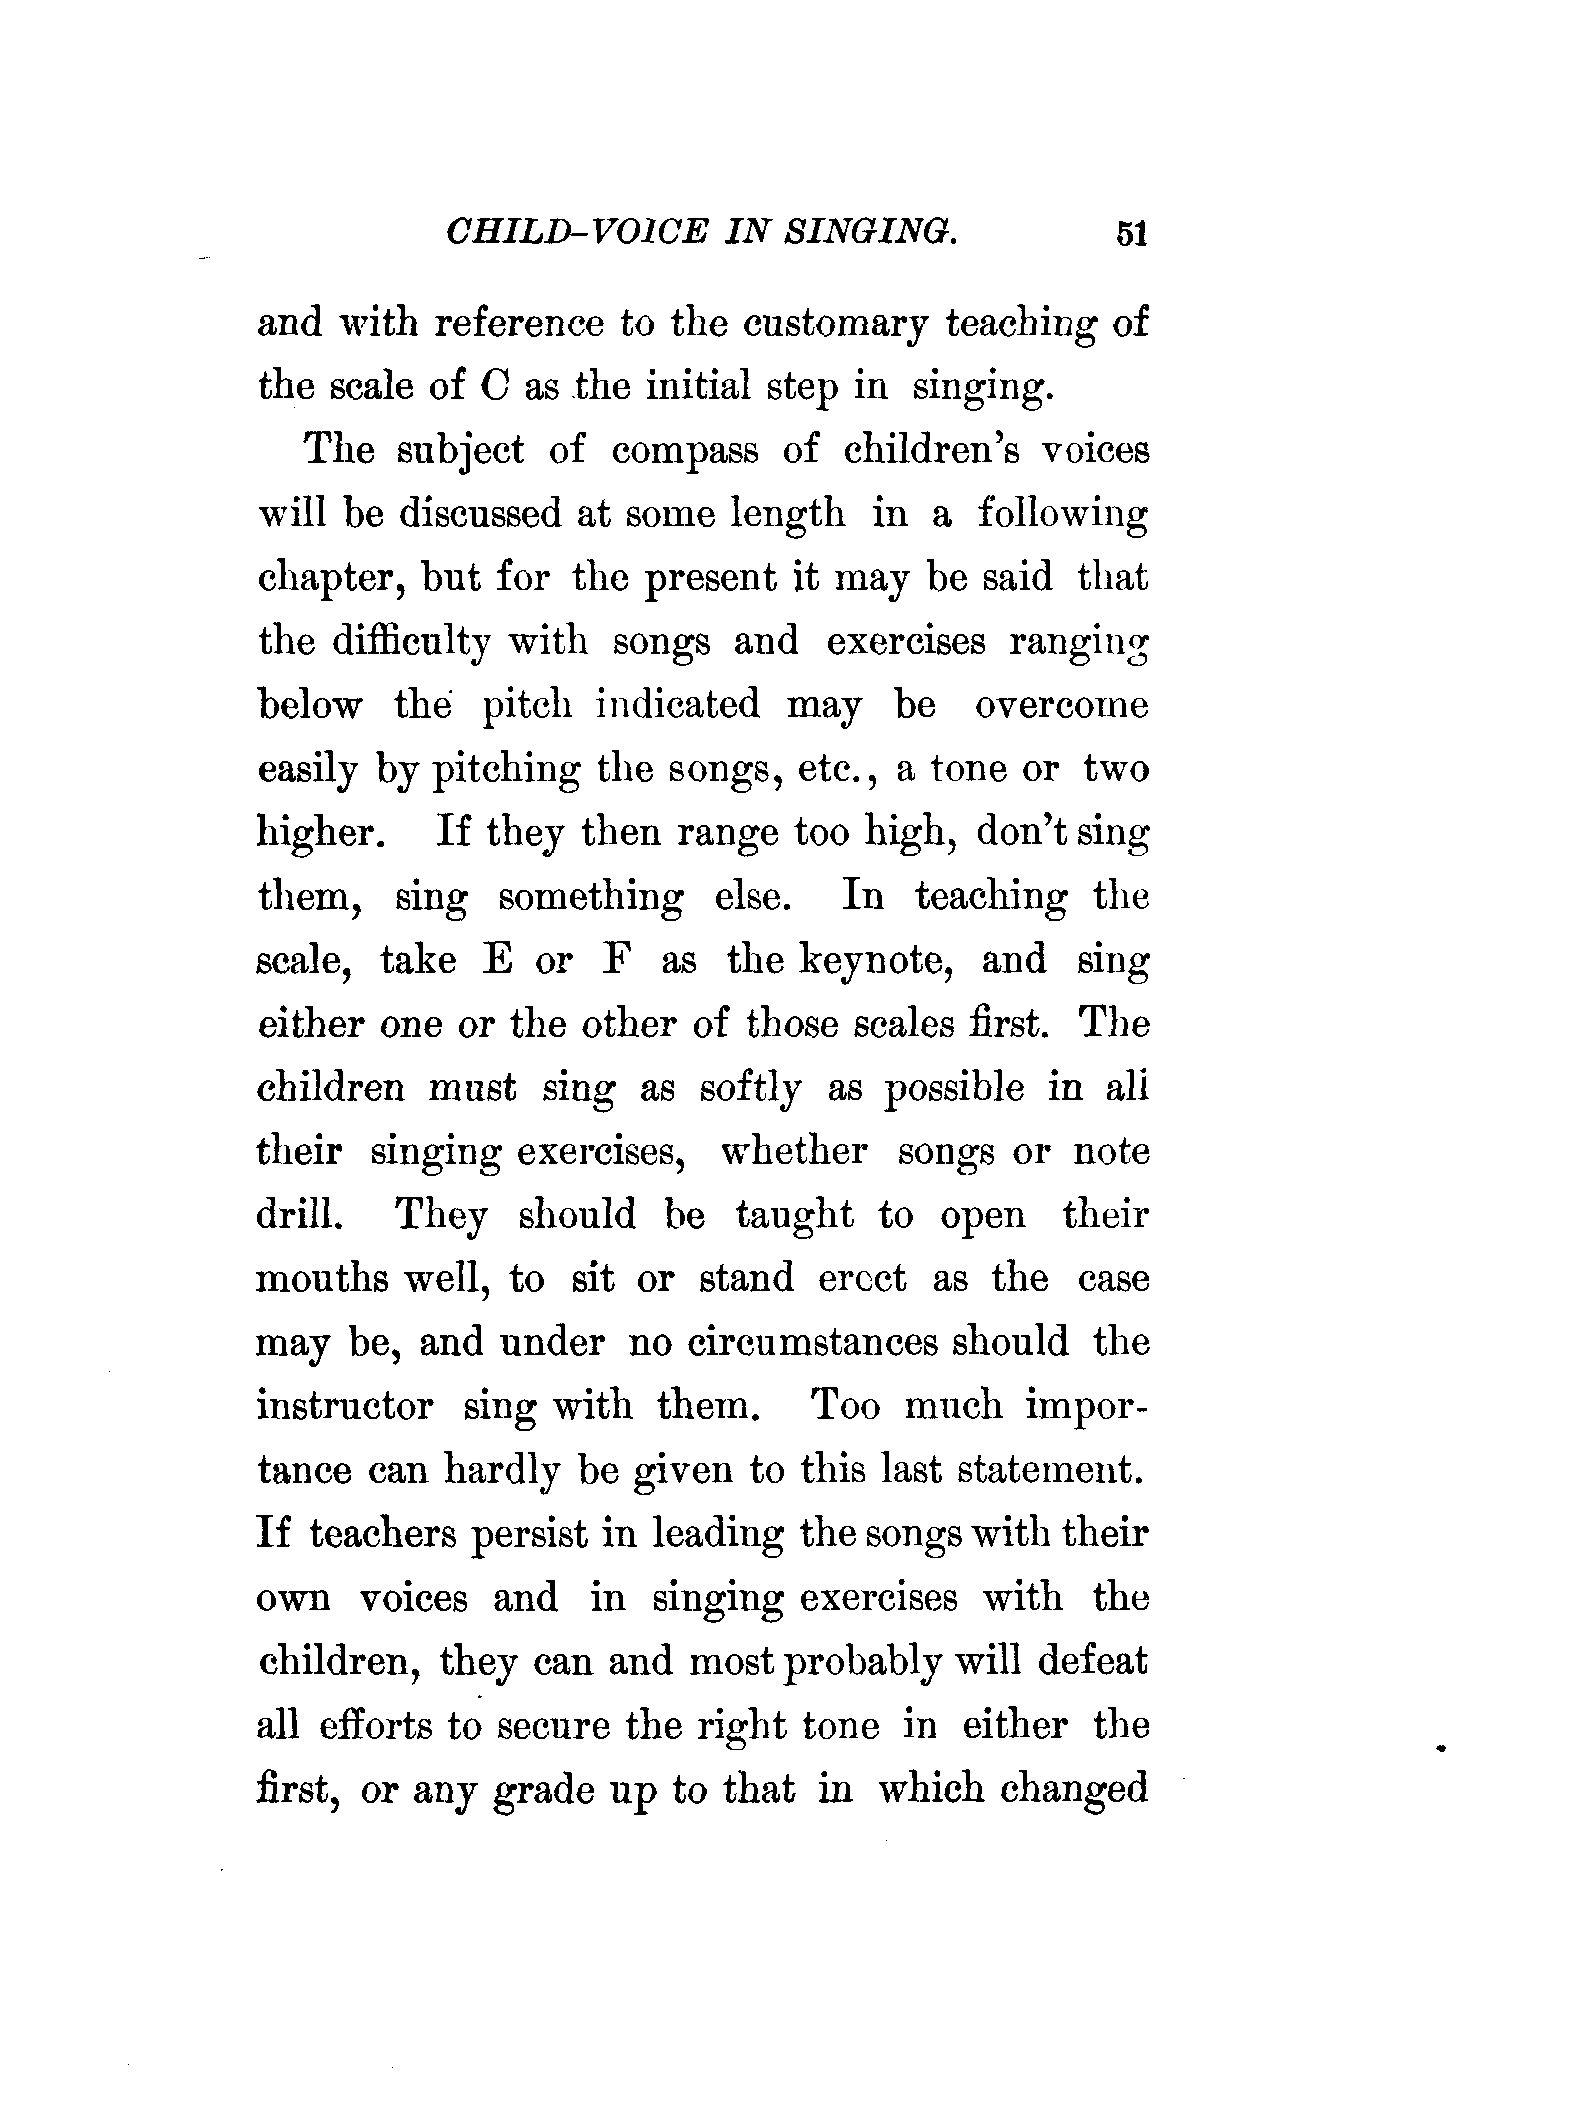 CHILD-VOICE IN SINGING. 51
and with reference to the customary teaching of
the scale of C as the initial step in singing.
The subject of compass of children's voices
will be discussed at some length in a following
chapter, but for the present it may be said that
the difficulty with songs and exercises ranging
below the pitch indicated may be overcome
easily by pitching the songs, etc., a tone or two
higher. If they then range too high, don't sing
them, sing something else. In teaching the
scale, take E or F as the keynote, and sing
either one or the other of those scales first. The
children must sing as softly as possible in all
their singing exercises, whether songs or note
drill. They should be taught to open their
mouths well, to sit or stand erect as the case
may be, and under no circumstances should the
instructor sing with them. Too much impor-
tance can hardly be given to this last statement.
If teachers persist in leading the songs with their
own voices and in singing exercises with the
children, they can and most probably will defeat
all efforts to secure the right tone in either the
first, or any grade up to that in which changed